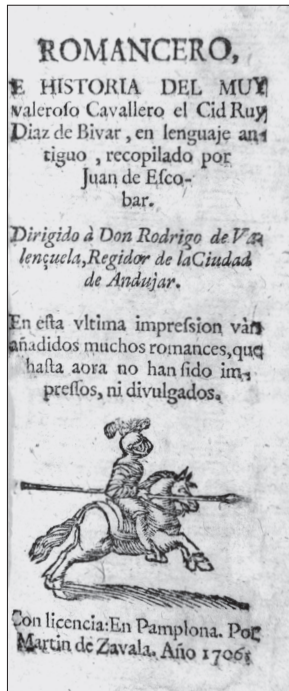 ROMANCERO,
E HISTORIA DEL MUY
valeroſo Cavallero el Cid Ruy
Diaz de Bivar, en lenguaje an-
tiguo, recopilado por
Juan de Eſco-
bar.
Dirigido à Don Rodrigo de Va-
lençuela, Regidor de la Ciudad
de Andujar.
En eſta vltima impreſsion vàn
añadidos muchos romances, que
haſta aora no han ſido im-
preſſos, ni divulgados.
Con licencia: En Pamplona. Por
Martin de Zavala. Año 1706.